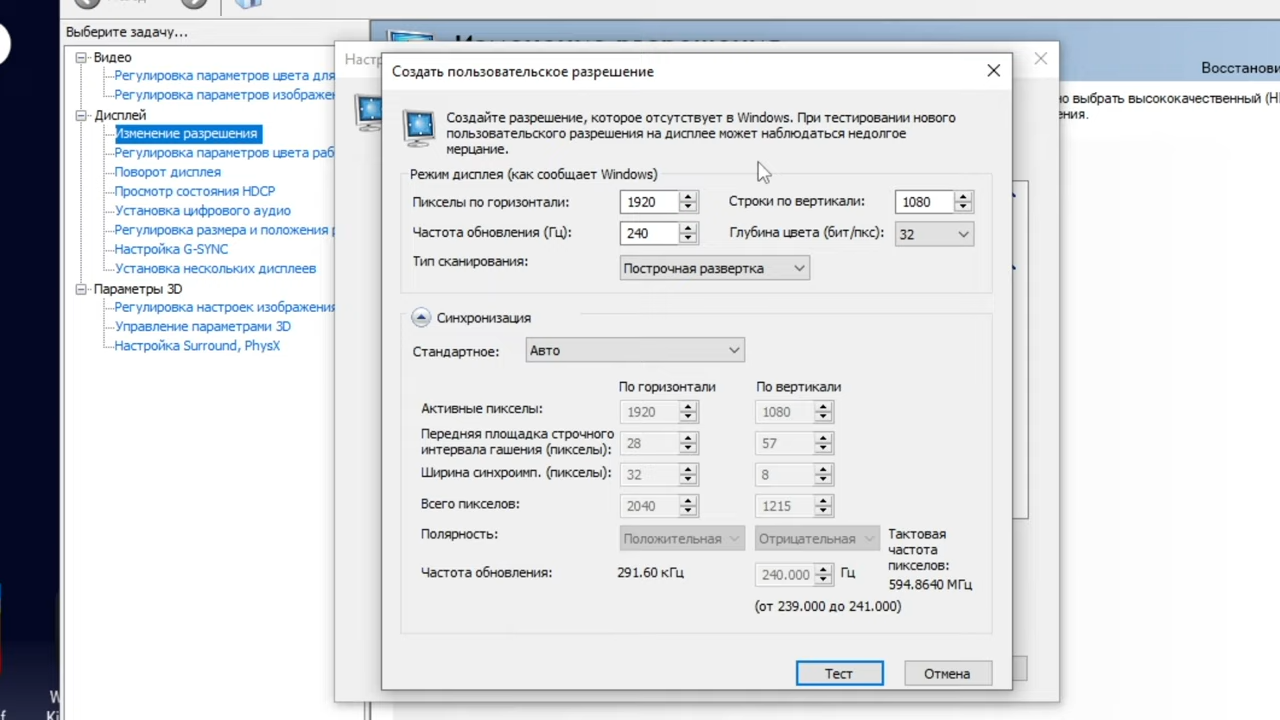 Выберите задачу...
Видео
Регулировка параметров цвета для
Регулировка параметров изображе
Дисплей
Изменение разрешения
Регулировка параметров цвета раб
Поворот дисплея
Просмотр состояния HDCP
Установка цифрового аудио
Регулировка размера и положения
Настройка G-SYNC
Установка нескольких дисплеев
Параметры 3D
Регулировка настроек изображения
Управление параметрами 3D
Настройка Surround, PhysX
Настр
Восстанови
о выбрать высококачественный (H
ния.
Создать пользовательское разрешение
Создайте разрешение, которое отсутствует в Windows. При тестировании нового
пользовательского разрешения на дисплее может наблюдаться недолгое
мерцание.
Режим дисплея (как сообщает Windows)
Пикселы по горизонтали: 1920 Строки по вертикали: 1080
Частота обновления (Гц): 240 Глубина цвета (бит/пкс): 32
Тип сканирования: Построчная развертка
Синхронизация
Стандартное: Авто
По горизонтали По вертикали
Активные пикселы: 1920 1080
Передняя площадка строчного
интервала гашения (пикселы): 28 57
Ширина синхроимп. (пикселы): 32 8
Всего пикселов: 2040 1215
Полярность: Положительная Отрицательная
Тактовая
частота
пикселов:
594.8640 МГц
Частота обновления: 291.60 кГц 240.000 Гц
(от 239.000 до 241.000)
Тест Отмена